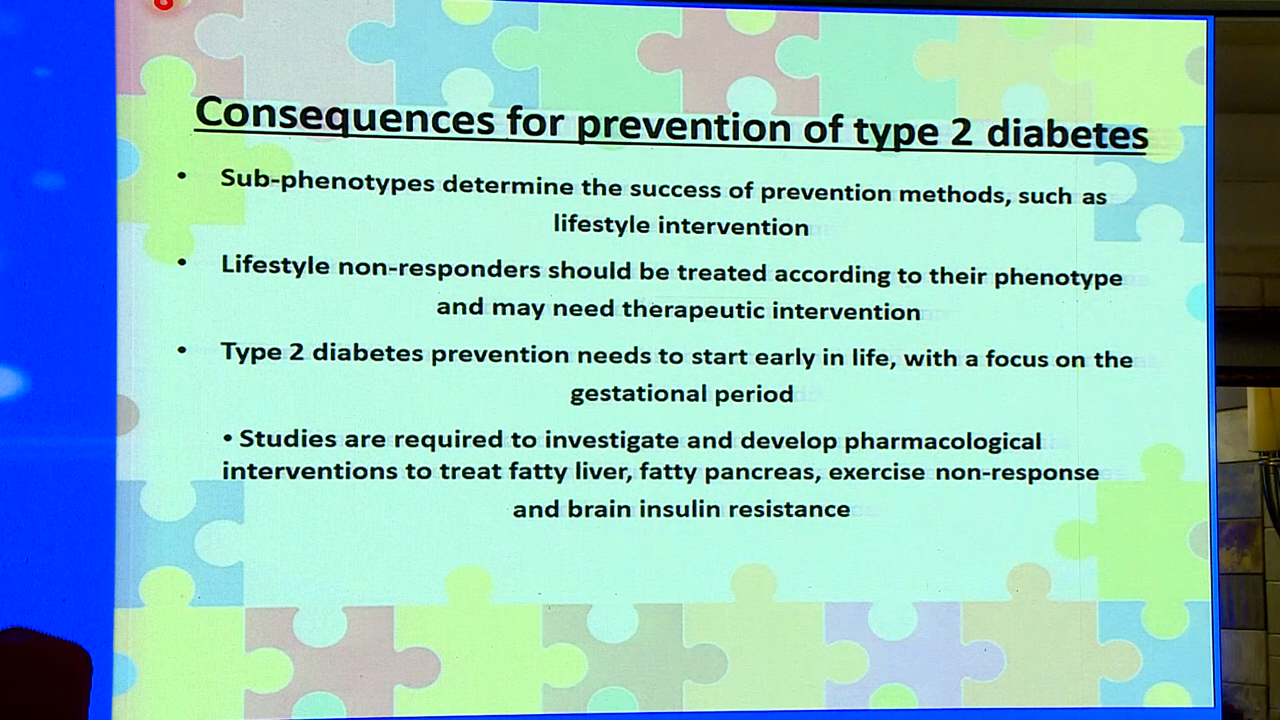 Consequences for prevention of type 2 diabetes
• Sub-phenotypes determine the success of prevention methods, such as
lifestyle intervention
• Lifestyle non-responders should be treated according to their phenotype
and may need therapeutic intervention
• Type 2 diabetes prevention needs to start early in life, with a focus on the
gestational period
• Studies are required to investigate and develop pharmacological
interventions to treat fatty liver, fatty pancreas, exercise non-response
and brain insulin resistance